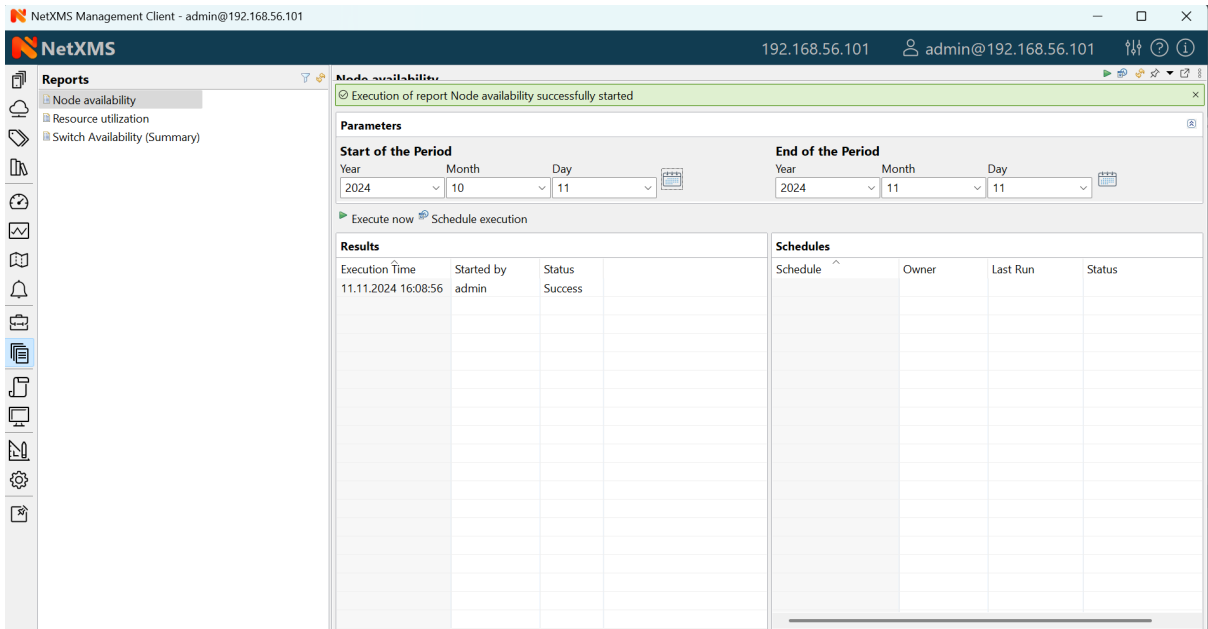 NetXMS Management Client - admin@192.168.56.101
NetXMS 192.168.56.101 admin@192.168.56.101
Reports
Node availability
Resource utilization
Switch Availability (Summary)
Node availability
Execution of report Node availability successfully started
Parameters
Start of the Period End of the Period
Year Month Day Year Month Day
2024 10 11 2024 11 11
Execute now Schedule execution
Results Schedules
Execution Time Started by Status Schedule Owner Last Run Status
11.11.2024 16:08:56 admin Success